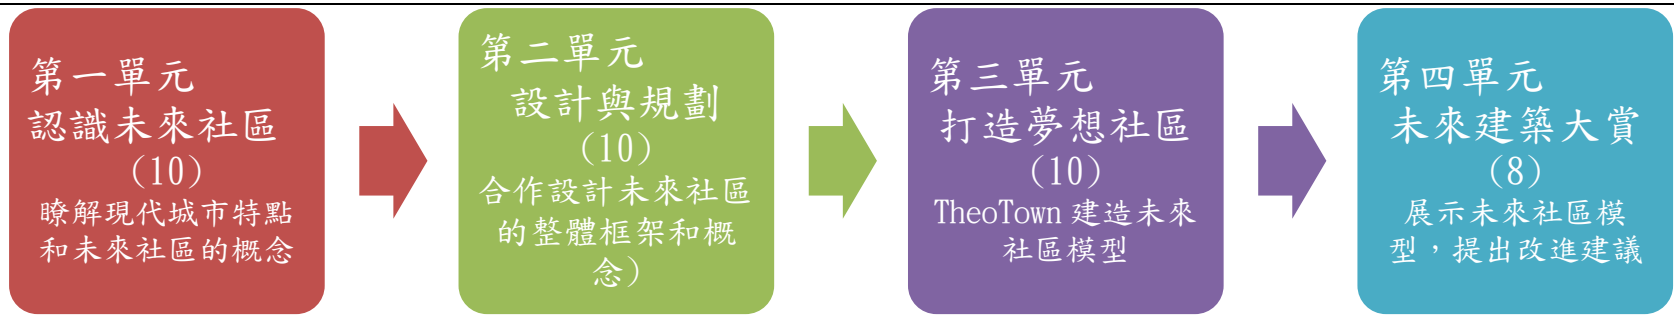 第一單元
認識未來社區
(10)
瞭解現代城市特點
和未來社區的概念
第二單元
設計與規劃
(10)
合作設計未來社區
的整體框架和概
念)
第三單元
打造夢想社區
(10)
TheoTown 建造未來
社區模型
第四單元
未來建築大賞
(8)
展示未來社區模
型，提出改進建議